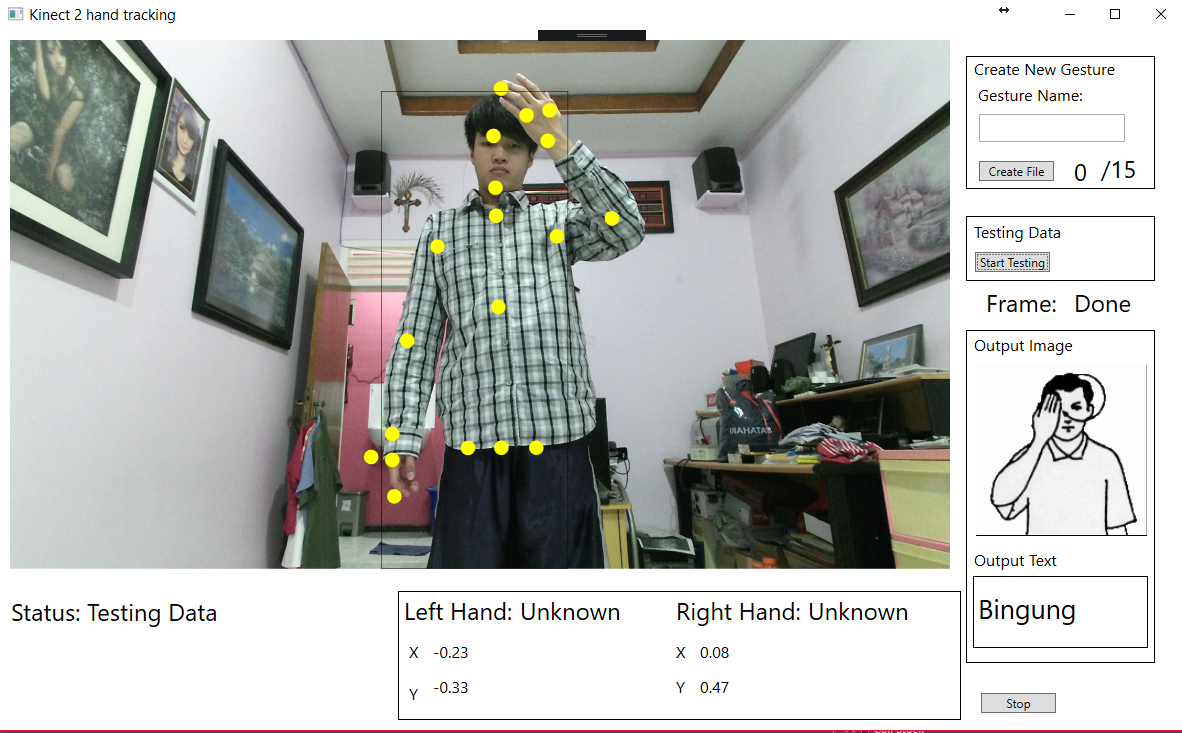 Kinect 2 hand tracking
Create New Gesture
Gesture Name:
Create File 0 /15
Testing Data
Start Testing
Frame: Done
Output Image
MATAHARI
Output Text
Bingung
Status: Testing Data
Left Hand: Unknown Right Hand: Unknown
X -0.23 X 0.08
Y -0.33 Y 0.47
Stop